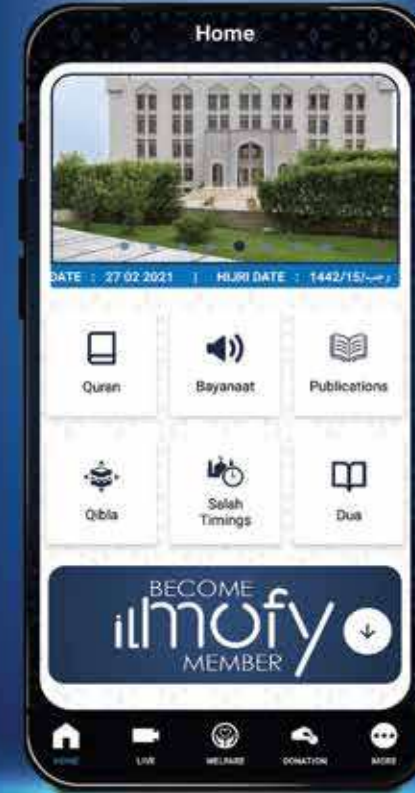 Home
DATE : 27 02 2021 | HIJRI DATE : 1442/15/رجب
Quran
Bayanaat
Publications
Qibla
Salah
Timings
Dua
BECOME
ilmofy
MEMBER
HOME
LIVE
WELFARE
DONATION
MORE